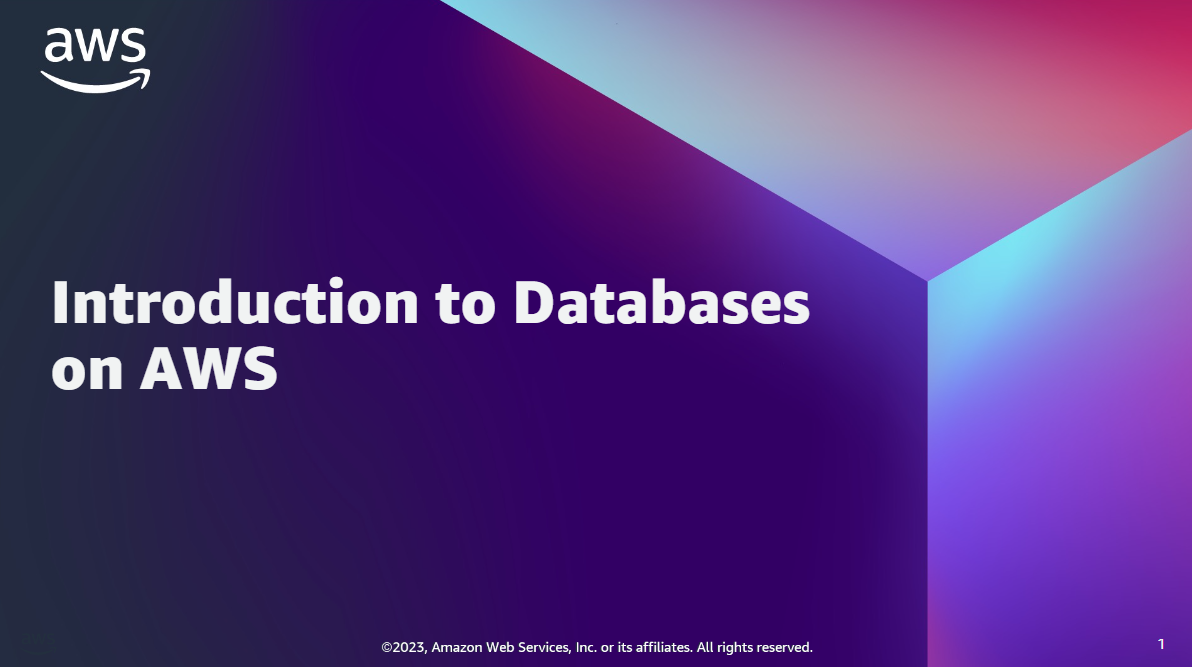 aws
Introduction to Databases
on AWS
©2023, Amazon Web Services, Inc. or its affiliates. All rights reserved.
1